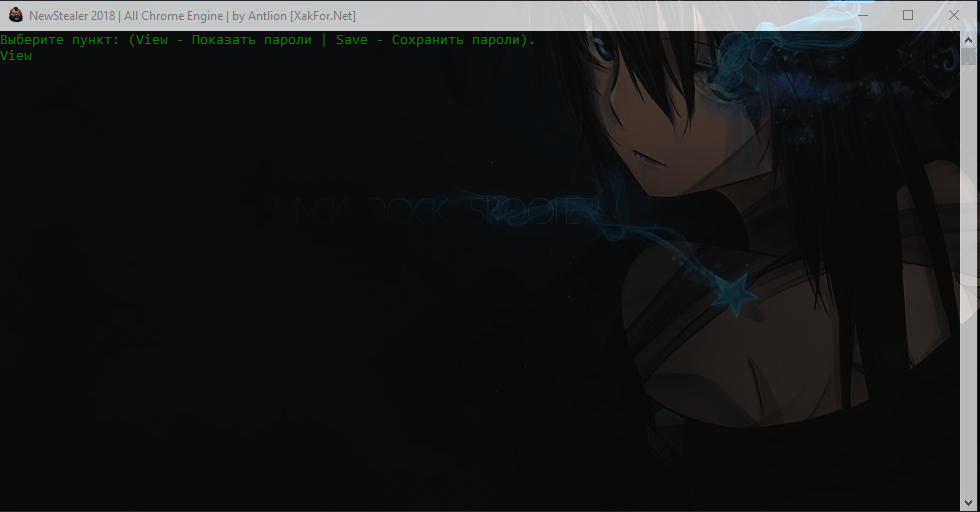 NewStealer 2018 | All Chrome Engine | by Antlion [XakFor.Net]
Выберите пункт: (View - Показать пароли | Save - Сохранить пароли).
View
BLACK ROCK SHOOTER